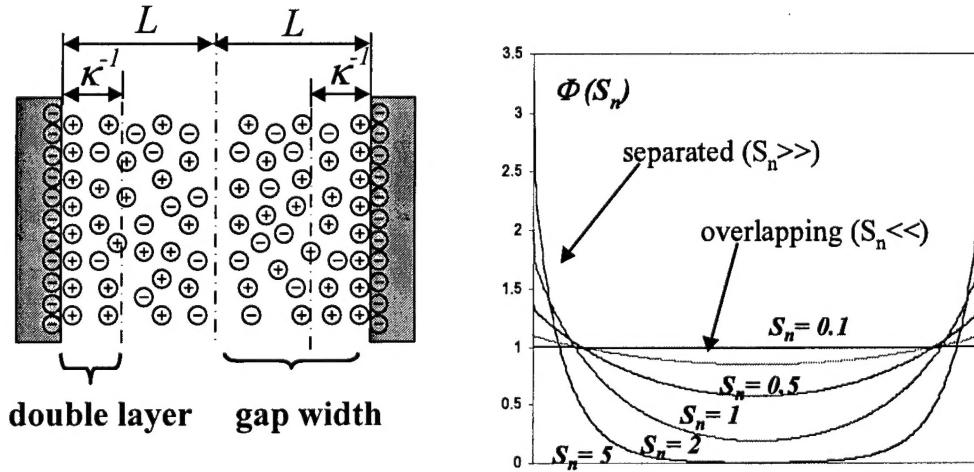 L L
κ⁻¹ κ⁻¹
double layer gap width
3.5
3
2.5
2
1.5
1
0.5
0
Φ(Sₙ)
separated (Sₙ>>)
overlapping (Sₙ<<)
Sₙ= 0.1
Sₙ= 0.5
Sₙ= 1
Sₙ= 5 Sₙ= 2